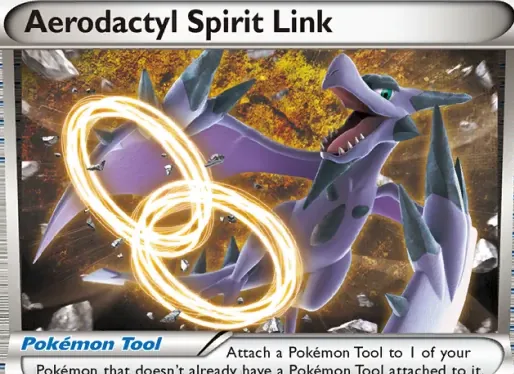 Aerodactyl Spirit Link
Pokémon Tool
Attach a Pokémon Tool to 1 of your
Pokémon that doesn't already have a Pokémon Tool attached to it.